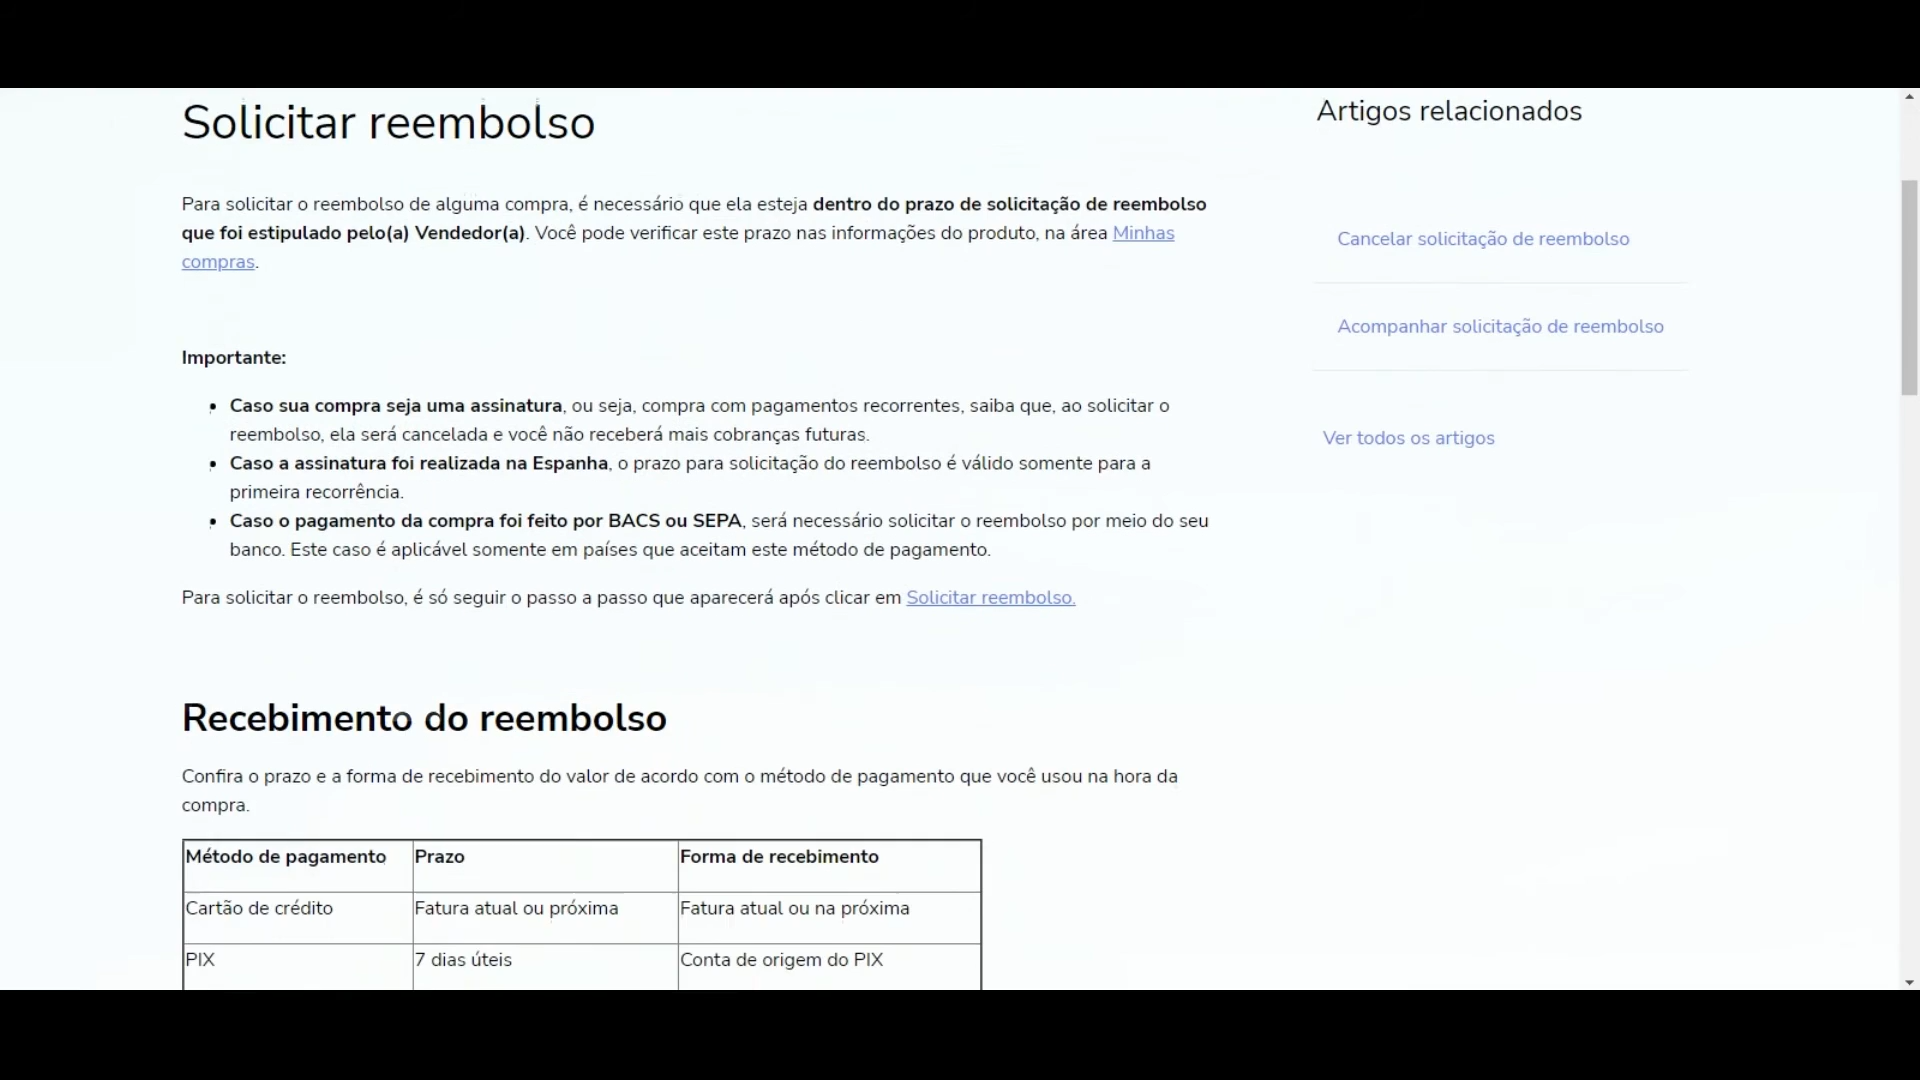 Solicitar reembolso
Para solicitar o reembolso de alguma compra, é necessário que ela esteja dentro do prazo de solicitação de reembolso
que foi estipulado pelo(a) Vendedor(a). Você pode verificar este prazo nas informações do produto, na área Minhas
compras.
Importante:
• Caso sua compra seja uma assinatura, ou seja, compra com pagamentos recorrentes, saiba que, ao solicitar o
reembolso, ela será cancelada e você não receberá mais cobranças futuras.
• Caso a assinatura foi realizada na Espanha, o prazo para solicitação do reembolso é válido somente para a
primeira recorrência.
• Caso o pagamento da compra foi feito por BACS ou SEPA, será necessário solicitar o reembolso por meio do seu
banco. Este caso é aplicável somente em países que aceitam este método de pagamento.
Para solicitar o reembolso, é só seguir o passo a passo que aparecerá após clicar em Solicitar reembolso.
Recebimento do reembolso
Confira o prazo e a forma de recebimento do valor de acordo com o método de pagamento que você usou na hora da
compra.
Método de pagamento Prazo Forma de recebimento
Cartão de crédito Fatura atual ou próxima Fatura atual ou na próxima
PIX 7 dias úteis Conta de origem do PIX
Artigos relacionados
Cancelar solicitação de reembolso
Acompanhar solicitação de reembolso
Ver todos os artigos